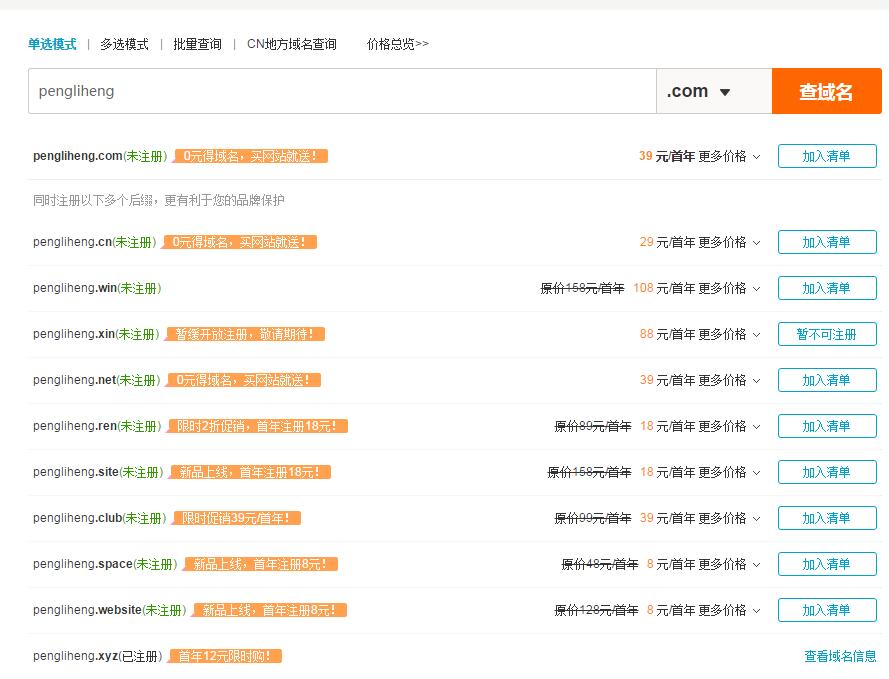 单选模式 | 多选模式 | 批量查询 | CN地方域名查询 价格总览>>
pengliheng .com 查域名
pengliheng.com(未注册) 0元得域名，买网站就送！ 39 元/首年 更多价格 加入清单
同时注册以下多个后缀，更有利于您的品牌保护
pengliheng.cn(未注册) 0元得域名，买网站就送！ 29 元/首年 更多价格 加入清单
pengliheng.win(未注册) 原价158元/首年 108 元/首年 更多价格 加入清单
pengliheng.xin(未注册) 暂缓开放注册，敬请期待！ 88 元/首年 更多价格 暂不可注册
pengliheng.net(未注册) 0元得域名，买网站就送！ 39 元/首年 更多价格 加入清单
pengliheng.ren(未注册) 限时2折促销，首年注册18元！ 原价89元/首年 18 元/首年 更多价格 加入清单
pengliheng.site(未注册) 新品上线，首年注册18元！ 原价158元/首年 18 元/首年 更多价格 加入清单
pengliheng.club(未注册) 限时促销39元/首年！ 原价99元/首年 39 元/首年 更多价格 加入清单
pengliheng.space(未注册) 新品上线，首年注册8元！ 原价48元/首年 8 元/首年 更多价格 加入清单
pengliheng.website(未注册) 新品上线，首年注册8元！ 原价128元/首年 8 元/首年 更多价格 加入清单
pengliheng.xyz(已注册) 首年12元限时购！ 查看域名信息